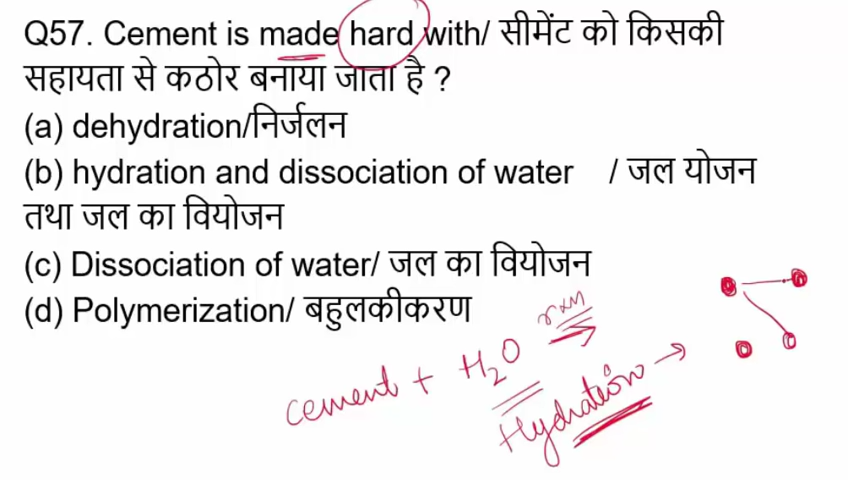 Q57. Cement is made hard with/ सीमेंट को किसकी
सहायता से कठोर बनाया जाता है ?
(a) dehydration/निर्जलन
(b) hydration and dissociation of water / जल योजन
तथा जल का वियोजन
(c) Dissociation of water/ जल का वियोजन
(d) Polymerization/ बहुलकीकरण
cement + H₂O rxn
Hydration